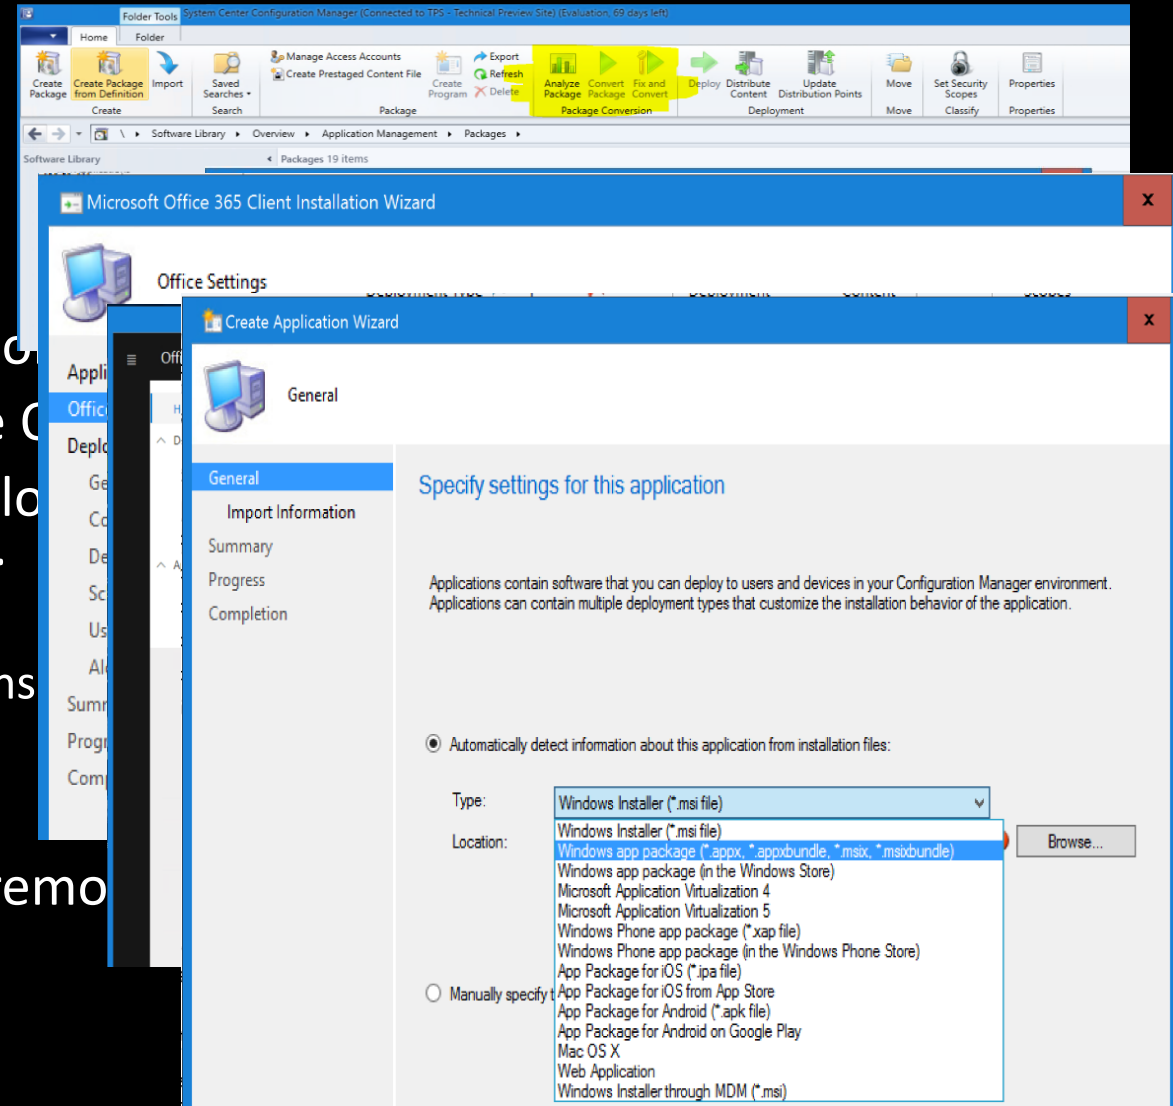 Folder Tools System Center Configuration Manager (Connected to TPS - Technical Preview Site) (Evaluation, 69 days left)
Home Folder
Create Package
Create Package from Definition
Import
Saved Searches
Manage Access Accounts
Create Prestaged Content File
Create Program
Export
Refresh
Delete
Analyze Package
Convert Package
Fix and Convert
Deploy
Distribute Content
Update Distribution Points
Move
Set Security Scopes
Properties
Create Search Package Package Conversion Deployment Move Classify Properties
\ Software Library Overview Application Management Packages
Software Library Packages 19 items
Microsoft Office 365 Client Installation Wizard
x
Office Settings
Create Application Wizard
x
General
Appli
Offic
Deplo
Ge
Co
De
Sc
Us
Al
Summ
Progr
Comp
Offi
H
D
A
lo
ns
remo
General
Import Information
Summary
Progress
Completion
Specify settings for this application
Applications contain software that you can deploy to users and devices in your Configuration Manager environment.
Applications can contain multiple deployment types that customize the installation behavior of the application.
Automatically detect information about this application from installation files:
Type: Windows Installer (*.msi file)
Location: Browse...
Windows Installer (*.msi file)
Windows app package (*.appx, *.appxbundle, *.msix, *.msixbundle)
Windows app package (in the Windows Store)
Microsoft Application Virtualization 4
Microsoft Application Virtualization 5
Windows Phone app package (*.xap file)
Windows Phone app package (in the Windows Phone Store)
App Package for iOS (*.ipa file)
App Package for iOS from App Store
App Package for Android (*.apk file)
App Package for Android on Google Play
Mac OS X
Web Application
Windows Installer through MDM (*.msi)
Manually specify t